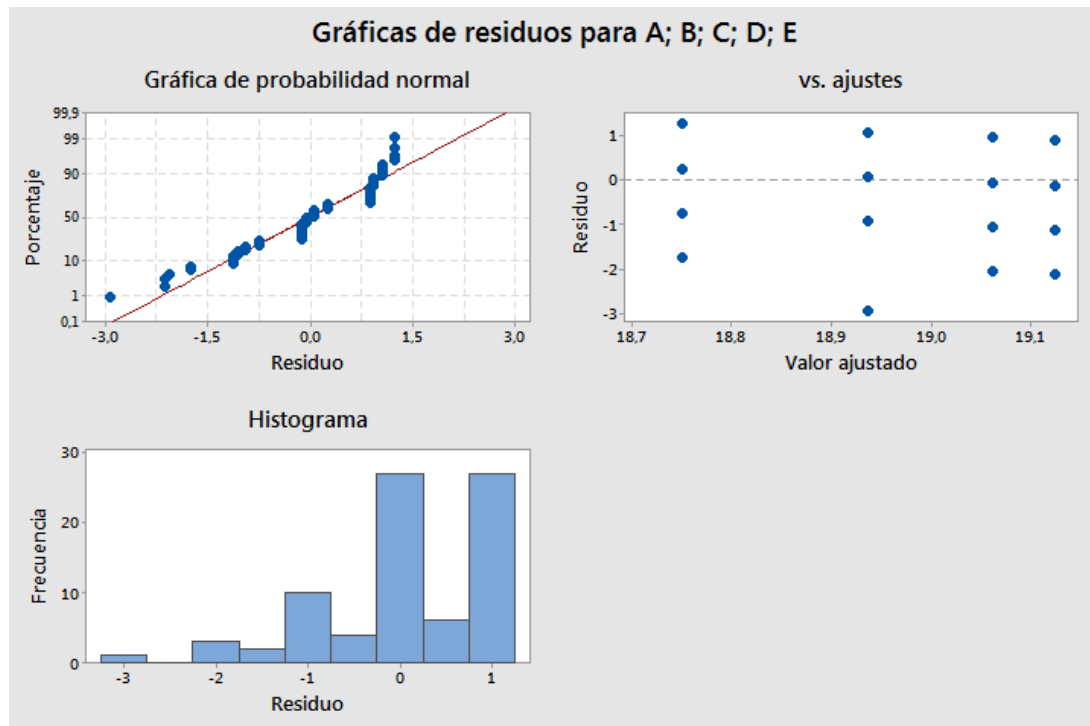 Gráficas de residuos para A; B; C; D; E
Gráfica de probabilidad normal
99,9
99
90
50
10
1
0,1
Porcentaje
-3,0 -1,5 0,0 1,5 3,0
Residuo
vs. ajustes
1
0
-1
-2
-3
Residuo
18,7 18,8 18,9 19,0 19,1
Valor ajustado
Histograma
30
20
10
0
Frecuencia
-3 -2 -1 0 1
Residuo